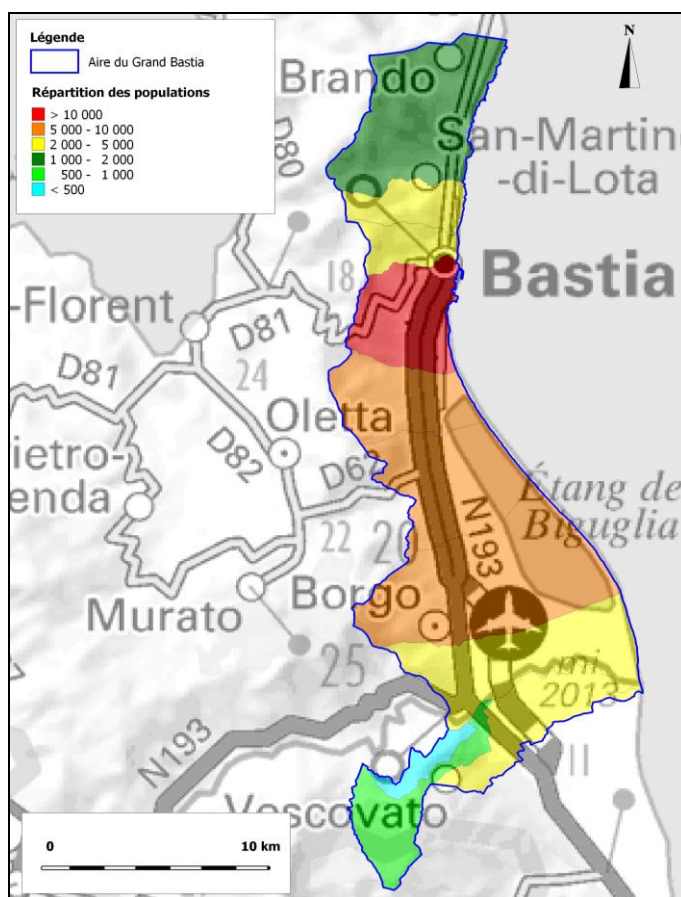 Légende
Aire du Grand Bastia
Répartition des populations
> 10 000
5 000 - 10 000
2 000 - 5 000
1 000 - 2 000
500 - 1 000
< 500
N
Brando
D80
San-Martino
-di-Lota
Bastia
18
-Florent
D81
D81
24
Oletta
D82
D62
ietro-
enda
N193
Étang de
Biguglia
22
20
Borgo
Murato
25
mi
2013
N193
11
Vescovato
0 10 km